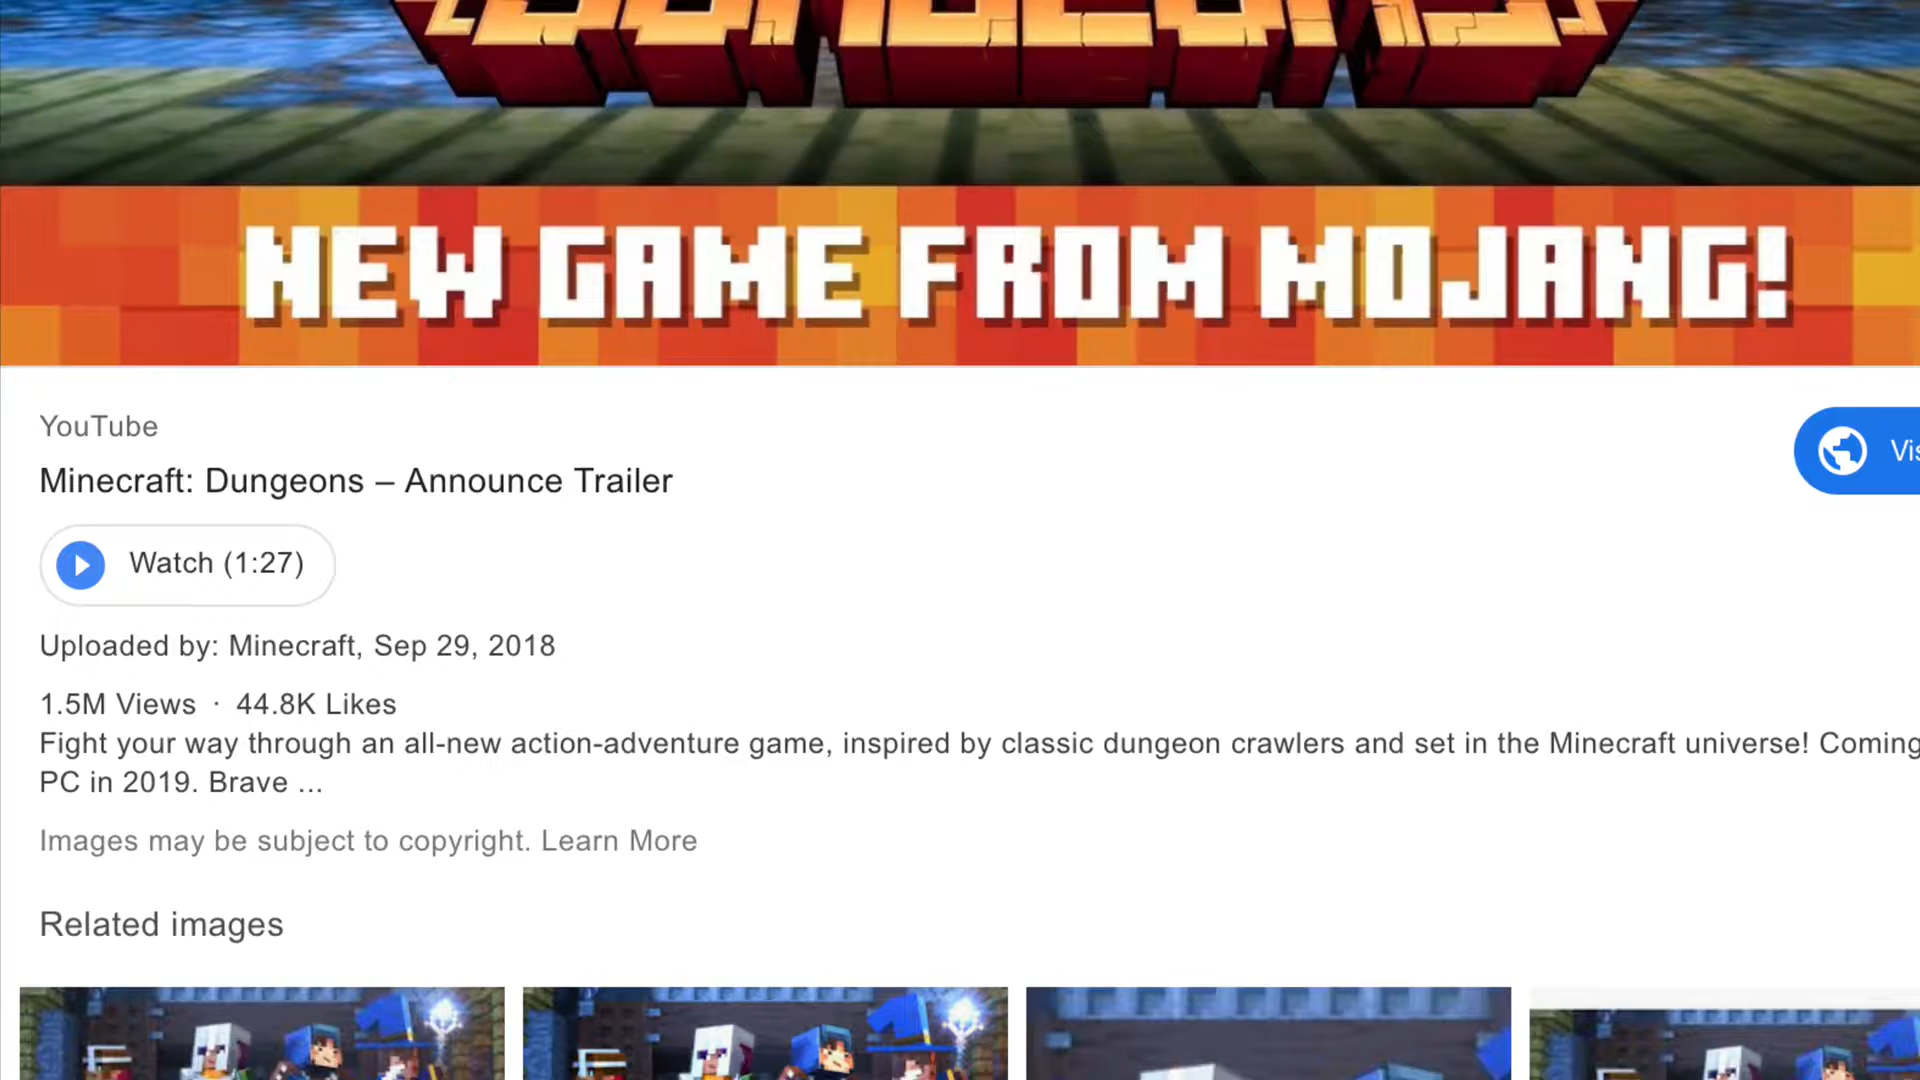 DUNGEONS
NEW GAME FROM MOJANG!
YouTube
Minecraft: Dungeons – Announce Trailer
Watch (1:27)
Uploaded by: Minecraft, Sep 29, 2018
1.5M Views · 44.8K Likes
Fight your way through an all-new action-adventure game, inspired by classic dungeon crawlers and set in the Minecraft universe! Coming
PC in 2019. Brave ...
Images may be subject to copyright. Learn More
Related images